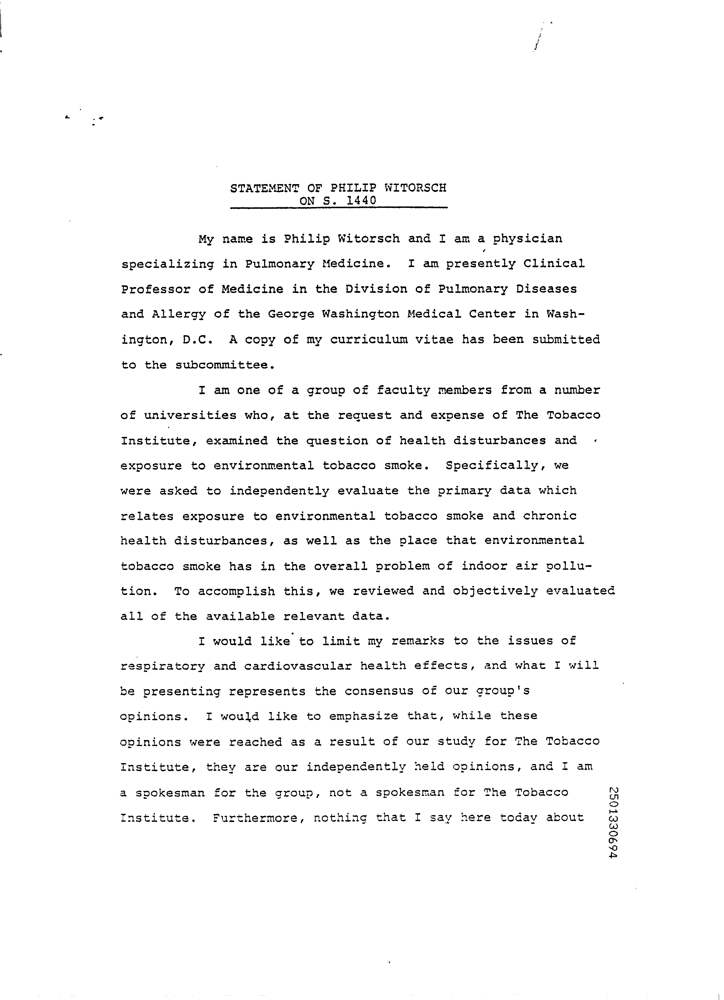 STATEMENT OF PHILIP WITORSCH
ON S. 1440
My name is Philip Witorsch and I am a physician
specializing in Pulmonary Medicine. I am presently Clinical
Professor of Medicine in the Division of Pulmonary Diseases
and Allergy of the George Washington Medical Center in Wash-
ington, D.C. A copy of my curriculum vitae has been submitted
to the subcommittee.
I am one of a group of faculty members from a number
of universities who, at the request and expense of The Tobacco
Institute, examined the question of health disturbances and
exposure to environmental tobacco smoke. Specifically, we
were asked to independently evaluate the primary data which
relates exposure to environmental tobacco smoke and chronic
health disturbances, as well as the place that environmental
tobacco smoke has in the overall problem of indoor air pollu-
tion. To accomplish this, we reviewed and objectively evaluated
all of the available relevant data.
I would like to limit my remarks to the issues of
respiratory and cardiovascular health effects, and what I will
be presenting represents the consensus of our group's
opinions. I would like to emphasize that, while these
opinions were reached as a result of our study for The Tobacco
Institute, they are our independently held opinions, and I am
a spokesman for the group, not a spokesman for The Tobacco
Institute. Furthermore, nothing that I say here today about
2501330694